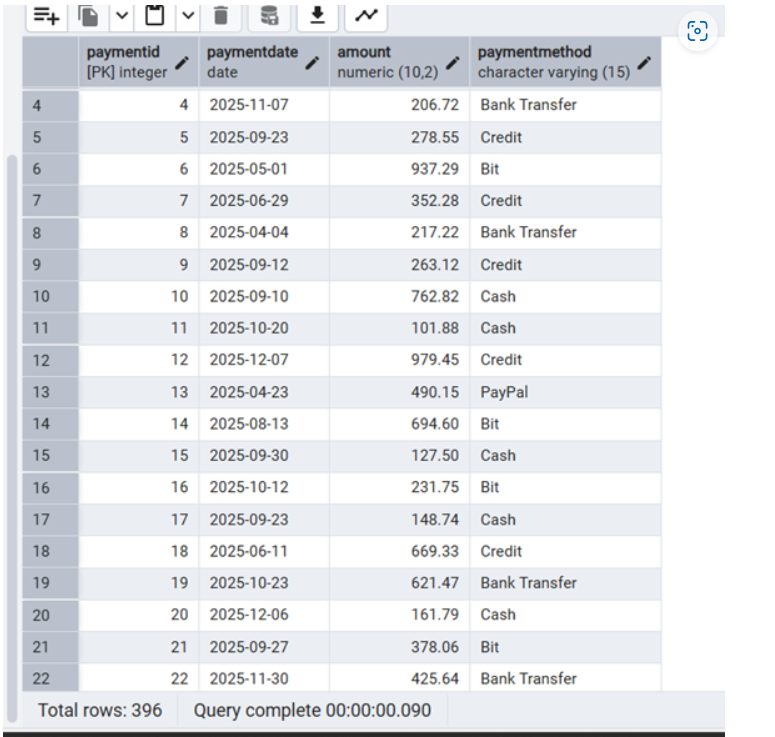 paymentid paymentdate amount paymentmethod
[PK] integer date numeric (10,2) character varying (15)
4 4 2025-11-07 206.72 Bank Transfer
5 5 2025-09-23 278.55 Credit
6 6 2025-05-01 937.29 Bit
7 7 2025-06-29 352.28 Credit
8 8 2025-04-04 217.22 Bank Transfer
9 9 2025-09-12 263.12 Credit
10 10 2025-09-10 762.82 Cash
11 11 2025-10-20 101.88 Cash
12 12 2025-12-07 979.45 Credit
13 13 2025-04-23 490.15 PayPal
14 14 2025-08-13 694.60 Bit
15 15 2025-09-30 127.50 Cash
16 16 2025-10-12 231.75 Bit
17 17 2025-09-23 148.74 Cash
18 18 2025-06-11 669.33 Credit
19 19 2025-10-23 621.47 Bank Transfer
20 20 2025-12-06 161.79 Cash
21 21 2025-09-27 378.06 Bit
22 22 2025-11-30 425.64 Bank Transfer
Total rows: 396 Query complete 00:00:00.090